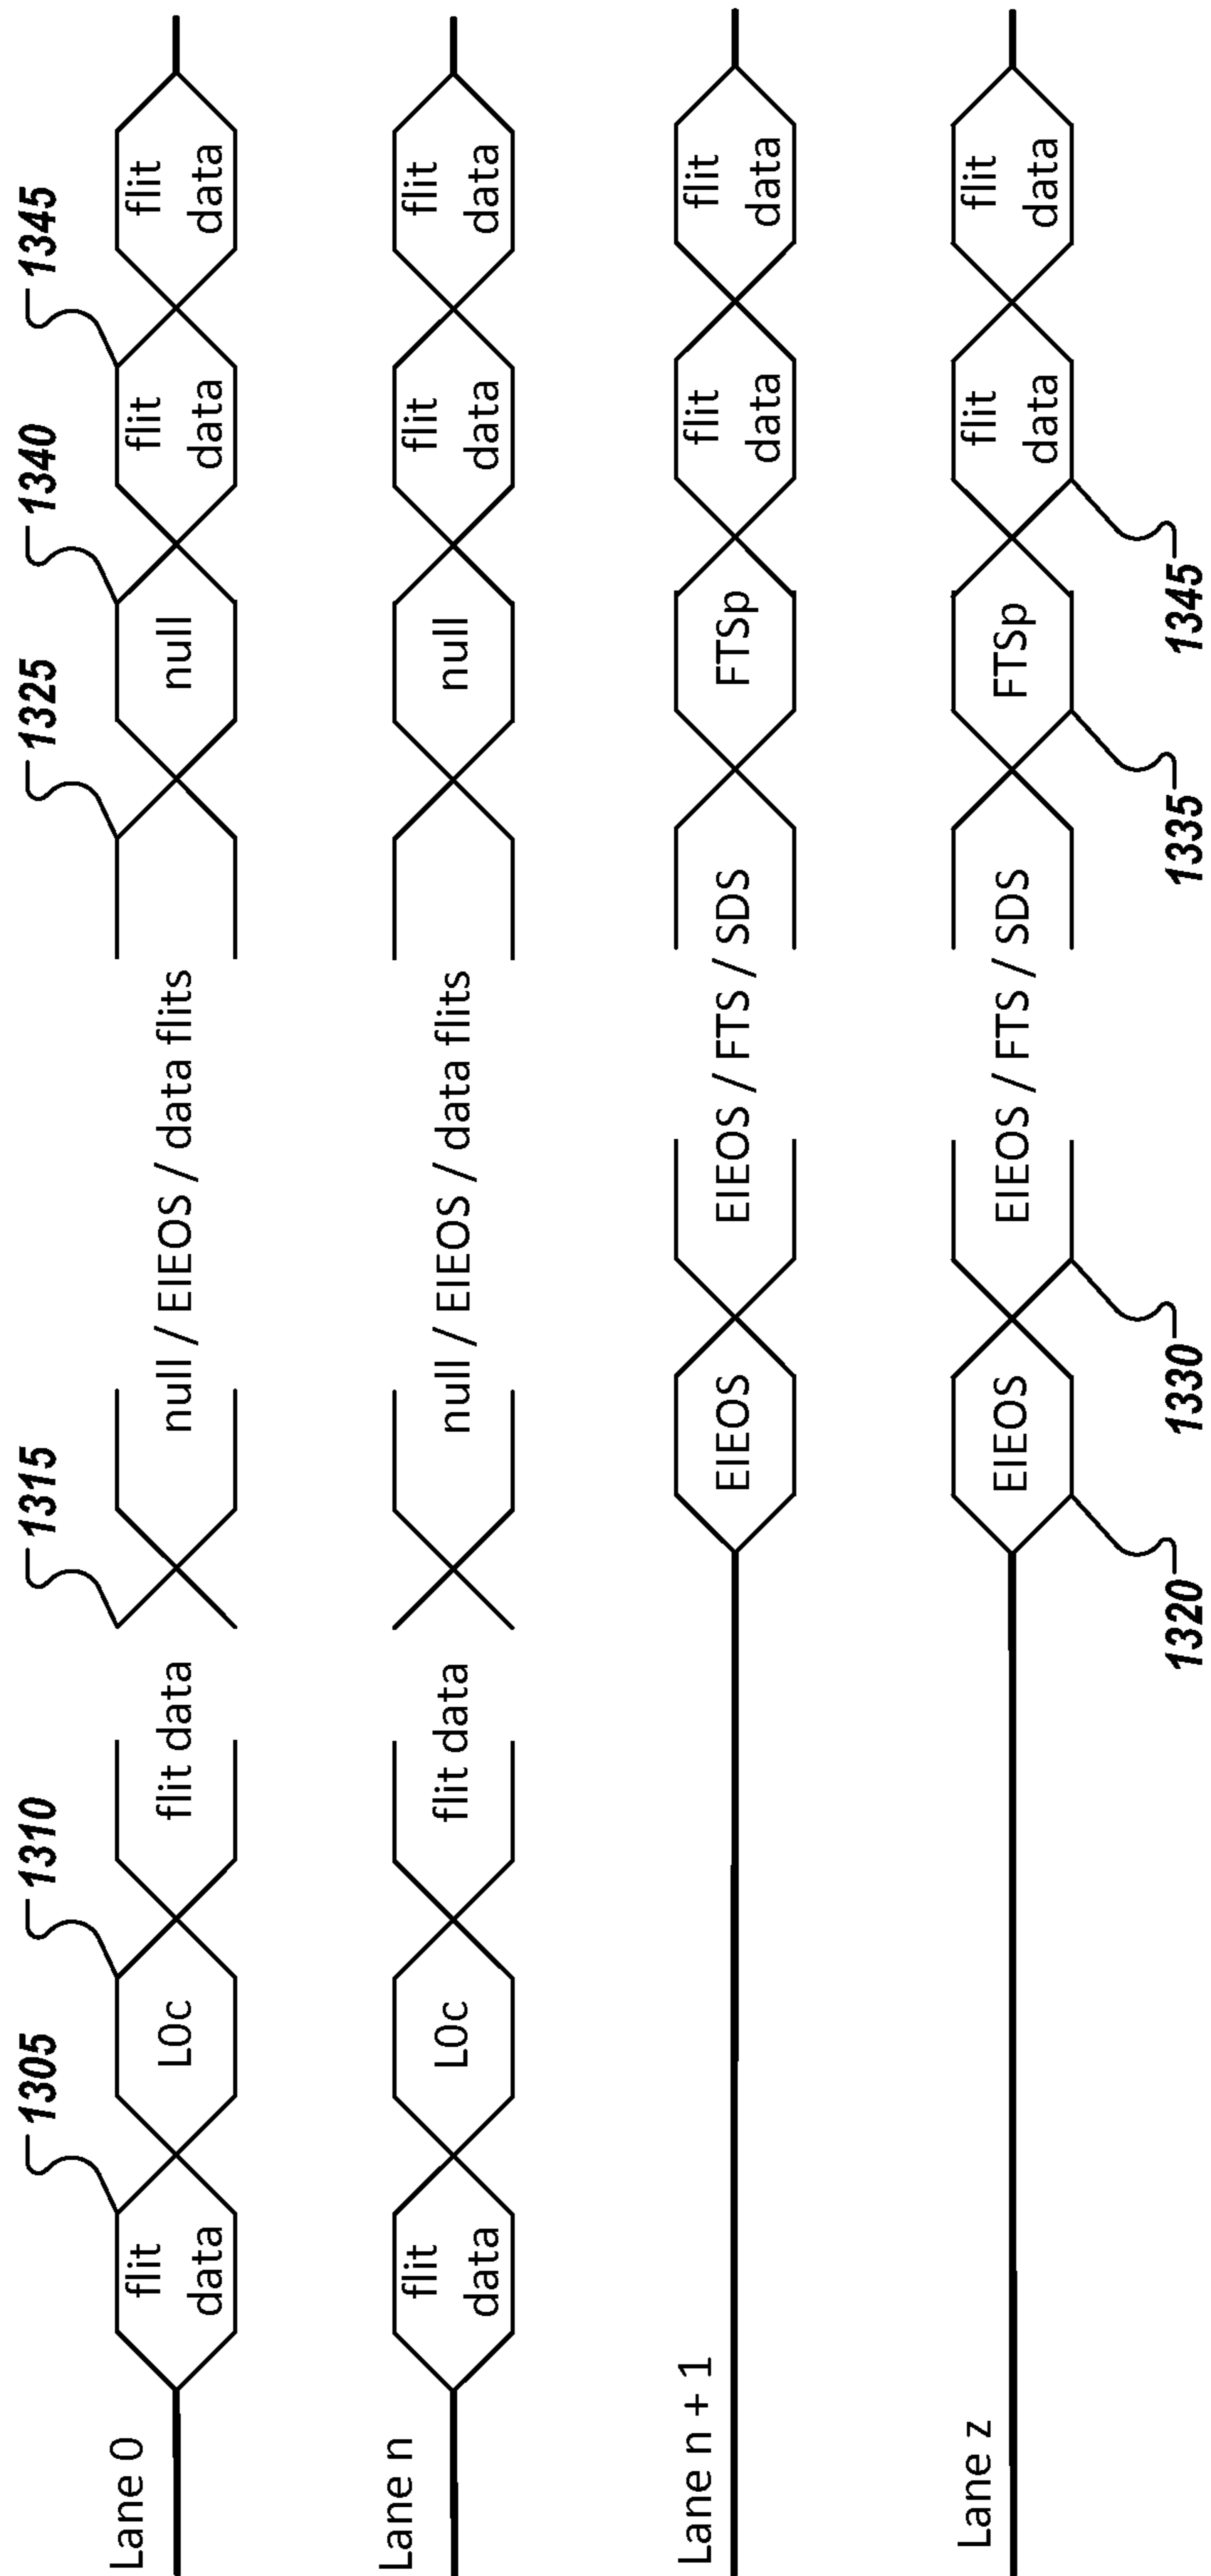 1305
1310
1315
1325
1340
1345
Lane 0
flit
data
L0c
flit data
null / EIEOS / data flits
null
flit
data
flit
data
Lane n
flit
data
L0c
flit data
null / EIEOS / data flits
null
flit
data
flit
data
Lane n + 1
EIEOS
EIEOS / FTS / SDS
FTSp
flit
data
flit
data
Lane z
EIEOS
EIEOS / FTS / SDS
FTSp
flit
data
flit
data
1320
1330
1335
1345